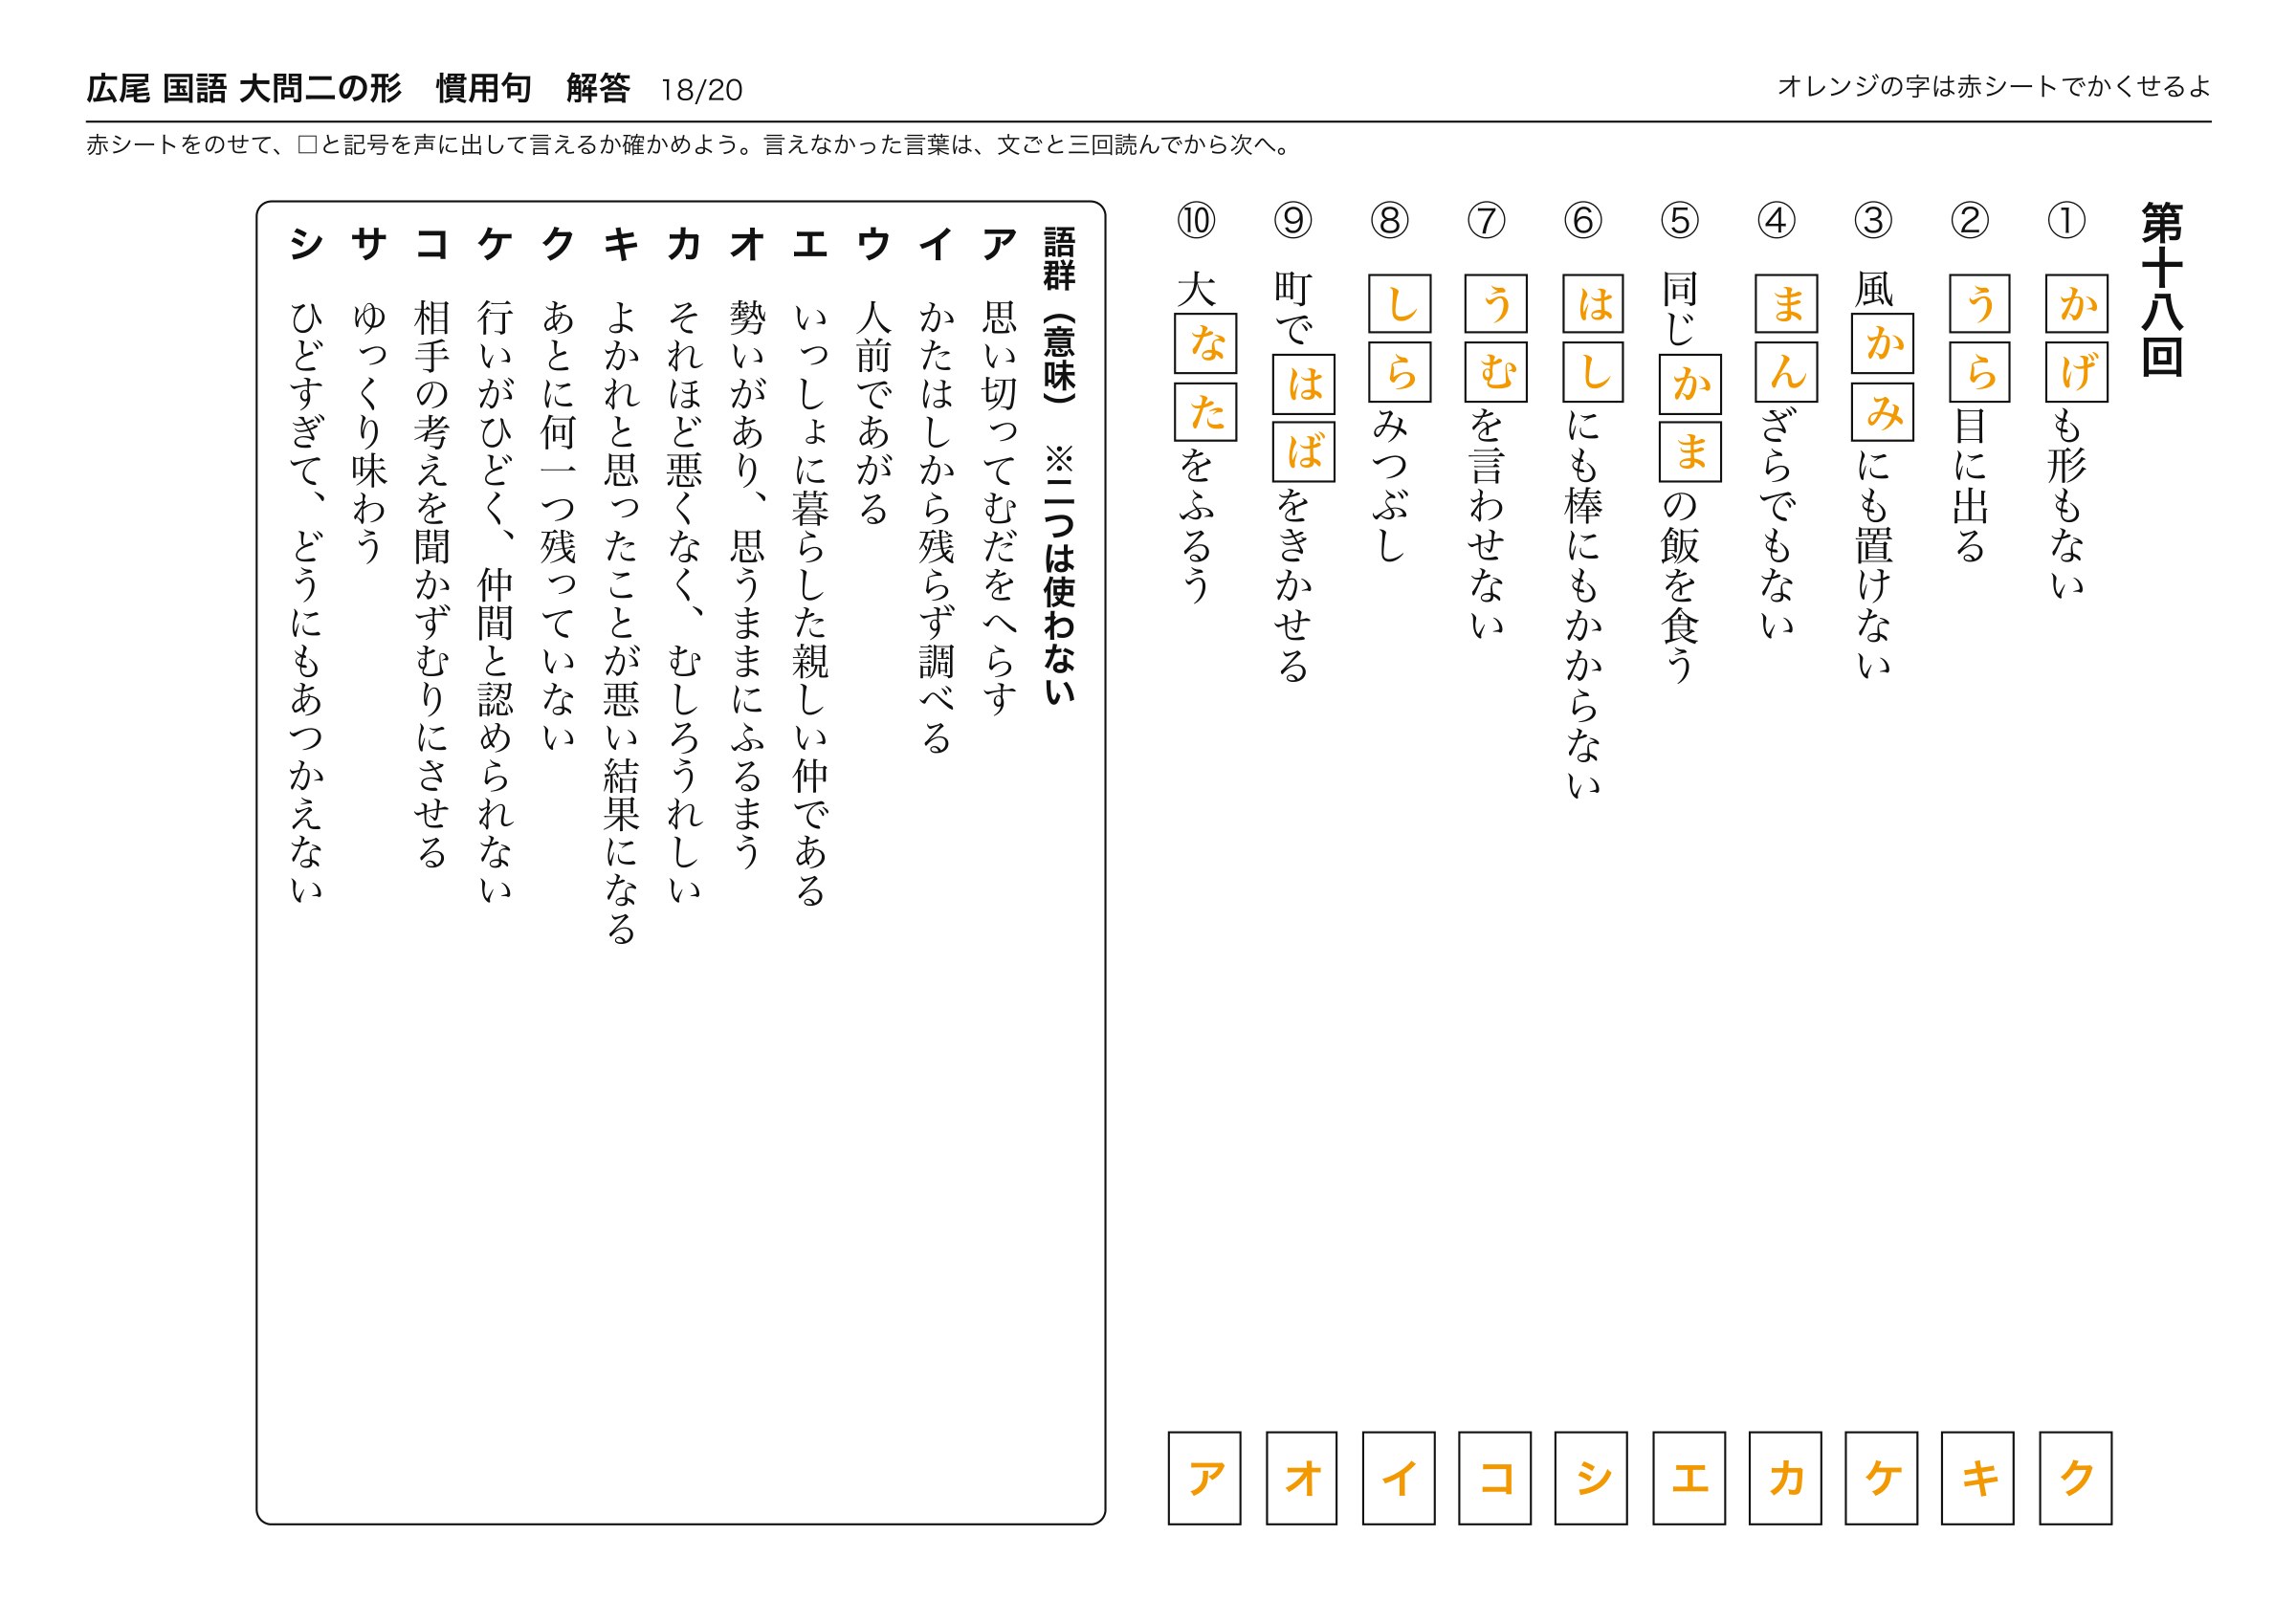 広尾 国語 大問二の形　慣用句　解答　18/20
オレンジの字は赤シートでかくせるよ
赤シートをのせて、□と記号を声に出して言えるか確かめよう。言えなかった言葉は、文ごと三回読んでから次へ。
第十八回
① かげも形もない　ク
② うら目に出る　キ
③ 風かみにも置けない　ケ
④ まんざらでもない　カ
⑤ 同じかまの飯を食う　エ
⑥ はしにも棒にもかからない　シ
⑦ うむを言わせない　コ
⑧ しらみつぶし　イ
⑨ 町ではばをきかせる　オ
⑩ 大なたをふるう　ア
語群（意味）　※二つは使わない
ア　思い切ってむだをへらす
イ　かたはしから残らず調べる
ウ　人前であがる
エ　いっしょに暮らした親しい仲である
オ　勢いがあり、思うままにふるまう
カ　それほど悪くなく、むしろうれしい
キ　よかれと思ったことが悪い結果になる
ク　あとに何一つ残っていない
ケ　行いがひどく、仲間と認められない
コ　相手の考えを聞かずむりにさせる
サ　ゆっくり味わう
シ　ひどすぎて、どうにもあつかえない